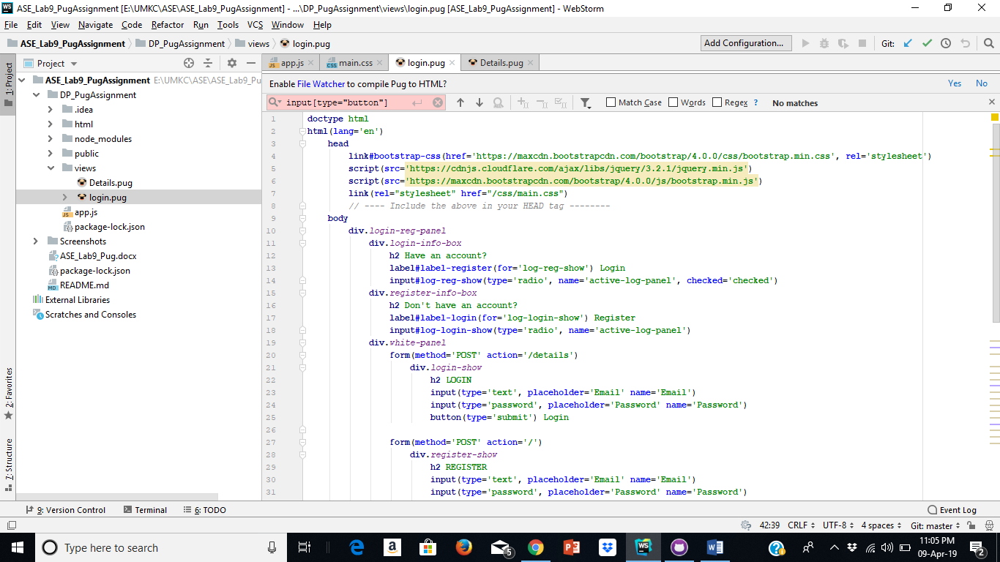 ASE_Lab9_PugAssignment [E:\UMKC\ASE\ASE_Lab9_PugAssignment] - ...\DP_PugAssignment\views\login.pug [ASE_Lab9_PugAssignment] - WebStorm
File Edit View Navigate Code Refactor Run Tools VCS Window Help
ASE_Lab9_PugAssignment DP_PugAssignment views login.pug Add Configuration... Git:
Project app.js main.css login.pug Details.pug
1: Project
2: Favorites
7: Structure
ASE_Lab9_PugAssignment E:\UMKC\ASE\ASE_Lab9_Pu
DP_PugAssignment
.idea
html
node_modules
public
views
Details.pug
login.pug
app.js
package-lock.json
Screenshots
ASE_Lab9_Pug.docx
package-lock.json
README.md
External Libraries
Scratches and Consoles
Enable File Watcher to compile Pug to HTML? Yes No
input[type="button"] Match Case Words Regex ? No matches
1 doctype html
2 html(lang='en')
3 head
4 link#bootstrap-css(href='https://maxcdn.bootstrapcdn.com/bootstrap/4.0.0/css/bootstrap.min.css', rel='stylesheet')
5 script(src='https://cdnjs.cloudflare.com/ajax/libs/jquery/3.2.1/jquery.min.js')
6 script(src='https://maxcdn.bootstrapcdn.com/bootstrap/4.0.0/js/bootstrap.min.js')
7 link(rel="stylesheet" href="/css/main.css")
8 // ---- Include the above in your HEAD tag --------
9 body
10 div.login-reg-panel
11 div.login-info-box
12 h2 Have an account?
13 label#label-register(for='log-reg-show') Login
14 input#log-reg-show(type='radio', name='active-log-panel', checked='checked')
15 div.register-info-box
16 h2 Don't have an account?
17 label#label-login(for='log-login-show') Register
18 input#log-login-show(type='radio', name='active-log-panel')
19 div.white-panel
20 form(method='POST' action='/details')
21 div.login-show
22 h2 LOGIN
23 input(type='text', placeholder='Email' name='Email')
24 input(type='password', placeholder='Password' name='Password')
25 button(type='submit') Login
26
27 form(method='POST' action='/')
28 div.register-show
29 h2 REGISTER
30 input(type='text', placeholder='Email' name='Email')
31 input(type='password', placeholder='Password' name='Password')
9: Version Control Terminal 6: TODO Event Log
42:39 CRLF UTF-8 4 spaces Git: master
Type here to search 5 11:05 PM
09-Apr-19 2